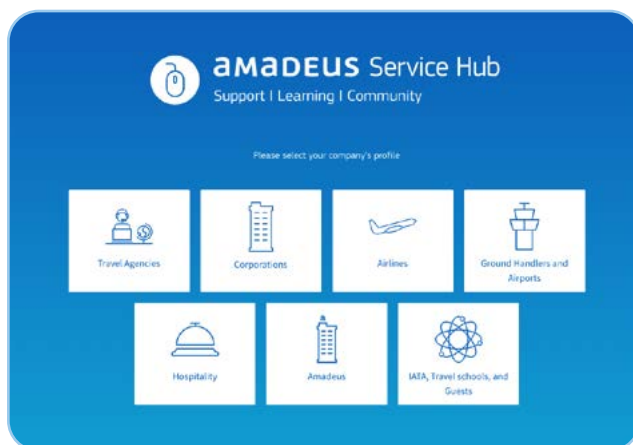 amadeus Service Hub
Support | Learning | Community
Please select your company's profile
Travel Agencies
Corporations
Airlines
Ground Handlers and
Airports
Hospitality
Amadeus
IATA, Travel schools, and
Guests